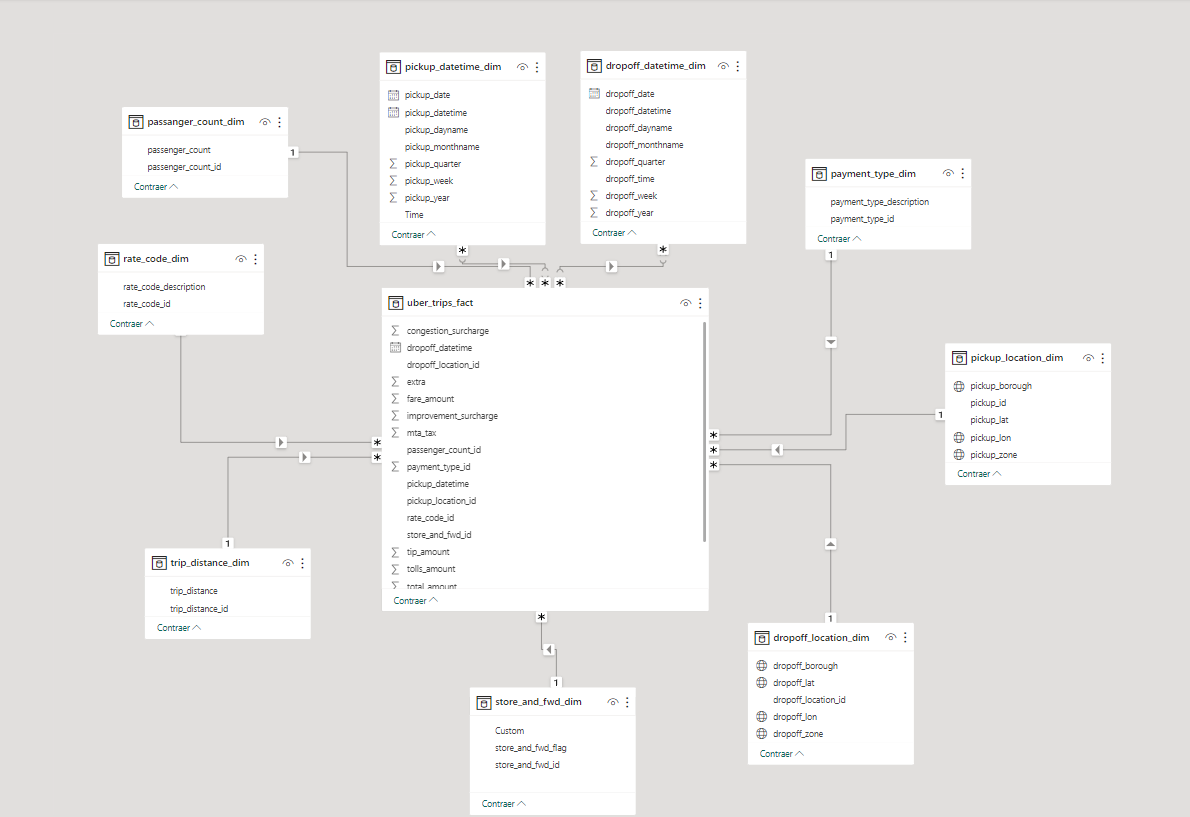 pickup_datetime_dim
pickup_date
pickup_datetime
pickup_dayname
pickup_monthname
pickup_quarter
pickup_week
pickup_year
Time
Contraer
dropoff_datetime_dim
dropoff_date
dropoff_datetime
dropoff_dayname
dropoff_monthname
dropoff_quarter
dropoff_time
dropoff_week
dropoff_year
Contraer
passanger_count_dim
passenger_count
passenger_count_id
Contraer
1
payment_type_dim
payment_type_description
payment_type_id
Contraer
1
rate_code_dim
rate_code_description
rate_code_id
Contraer
*
*
* * *
uber_trips_fact
congestion_surcharge
dropoff_datetime
dropoff_location_id
extra
fare_amount
improvement_surcharge
mta_tax
passenger_count_id
payment_type_id
pickup_datetime
pickup_location_id
rate_code_id
store_and_fwd_id
tip_amount
tolls_amount
total_amount
Contraer
*
*
*
*
*
pickup_location_dim
pickup_borough
pickup_id
pickup_lat
pickup_lon
pickup_zone
Contraer
1
1
trip_distance_dim
trip_distance
trip_distance_id
Contraer
*
1
store_and_fwd_dim
Custom
store_and_fwd_flag
store_and_fwd_id
Contraer
1
dropoff_location_dim
dropoff_borough
dropoff_lat
dropoff_location_id
dropoff_lon
dropoff_zone
Contraer